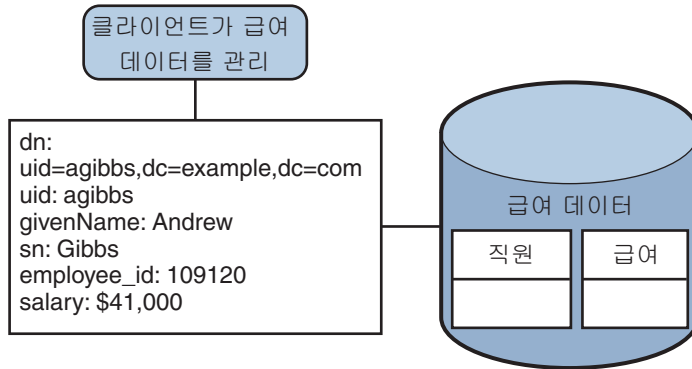 클라이언트가 급여
데이터를 관리
dn:
uid=agibbs,dc=example,dc=com
uid: agibbs
givenName: Andrew
sn: Gibbs
employee_id: 109120
salary: $41,000
급여 데이터
직원
급여